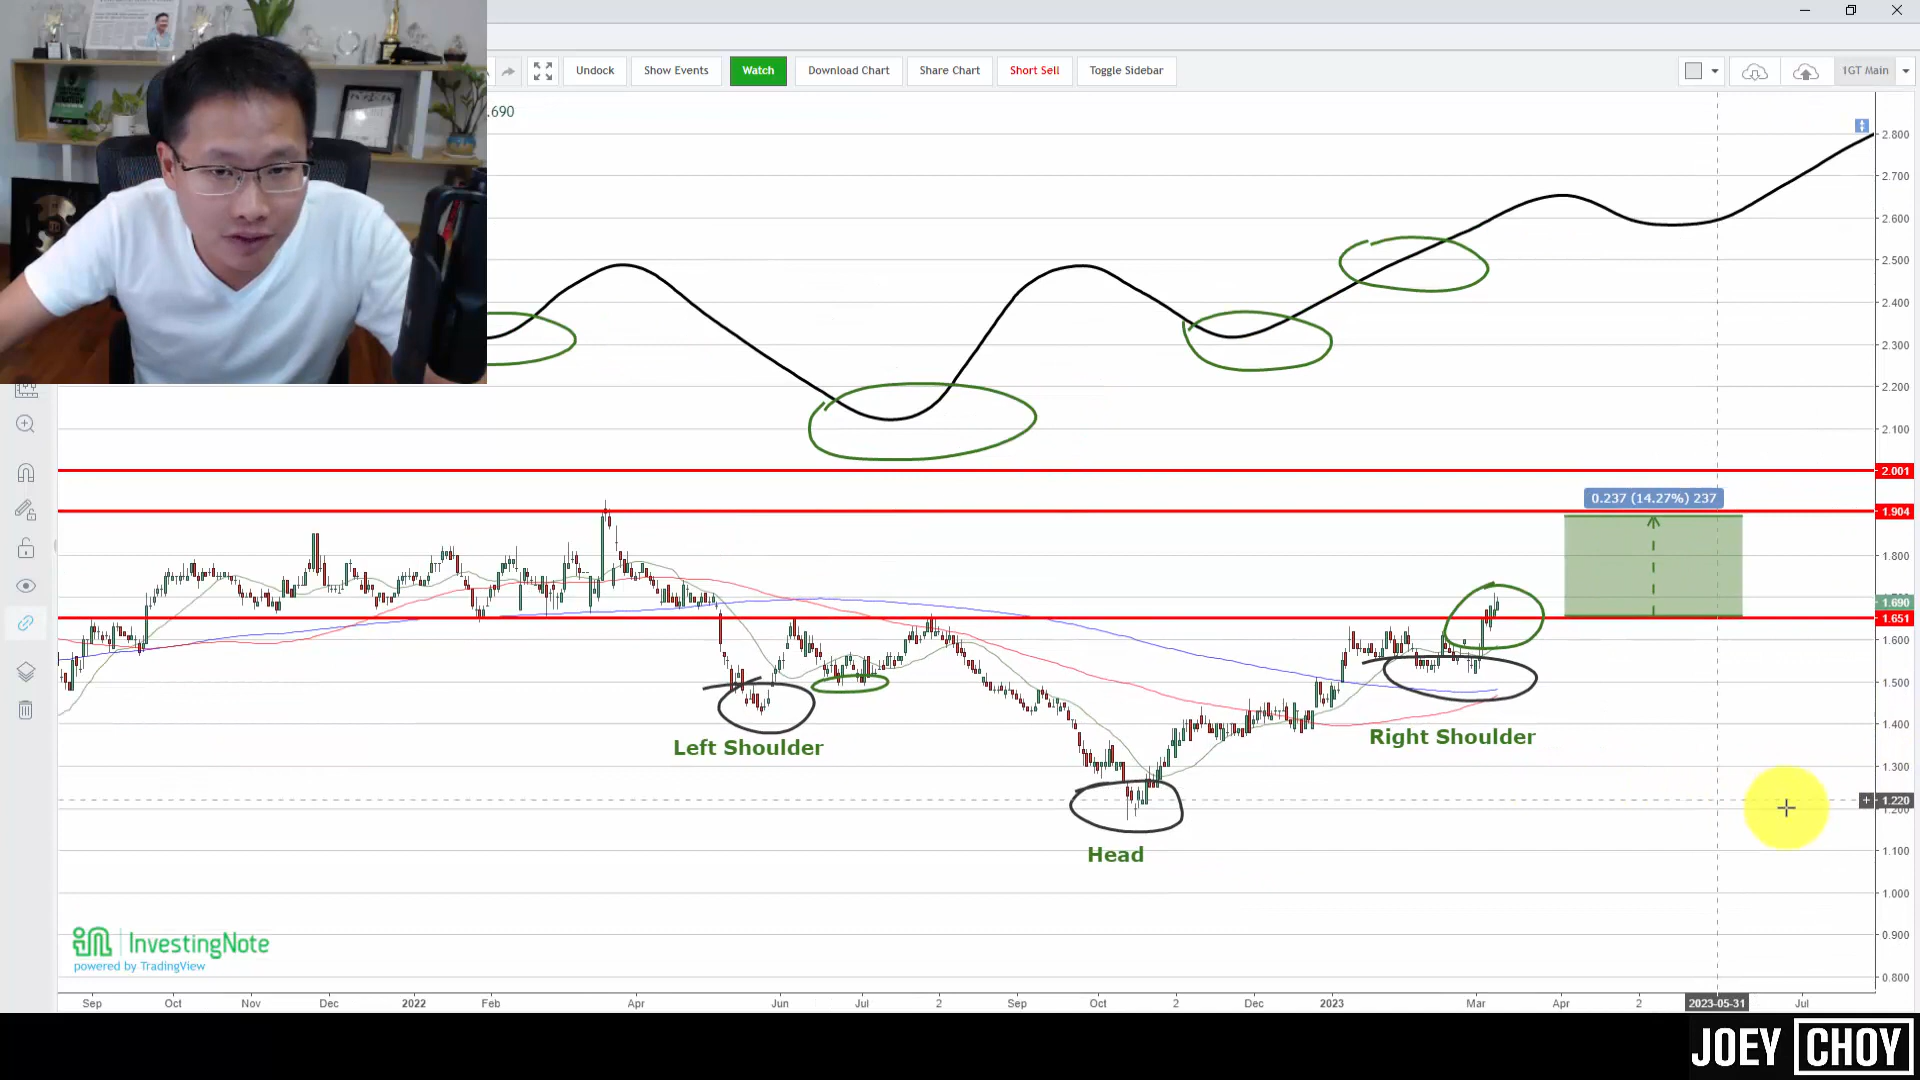 Undock
Show Events
Watch
Download Chart
Share Chart
Short Sell
Toggle Sidebar
1GT Main
.690
2.800
2.700
2.600
2.500
2.400
2.300
2.200
2.100
2.001
0.237 (14.27%) 237
1.904
1.800
1.690
1.651
1.600
1.500
1.400
1.300
1.220
1.100
1.000
0.900
0.800
Left Shoulder
Right Shoulder
Head
InvestingNote
powered by TradingView
Sep Oct Nov Dec 2022 Feb Apr Jun Jul 2 Sep Oct 2 Dec 2023 Mar Apr 2 2023-05-31 Jul
JOEY CHOY